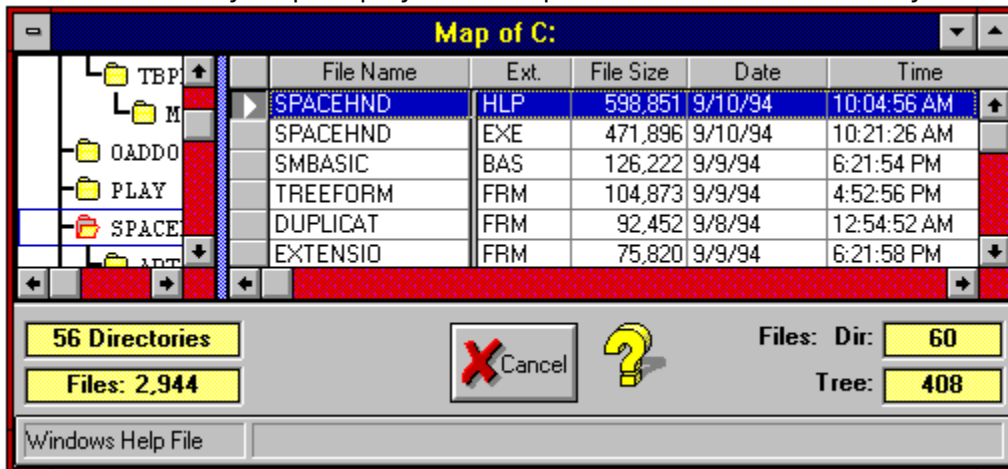 Map of C:
TBP
M
OADDO
PLAY
SPACE
File Name Ext. File Size Date Time
SPACEHND HLP 598,851 9/10/94 10:04:56 AM
SPACEHND EXE 471,896 9/10/94 10:21:26 AM
SMBASIC BAS 126,222 9/9/94 6:21:54 PM
TREEFORM FRM 104,873 9/9/94 4:52:56 PM
DUPLICAT FRM 92,452 9/8/94 12:54:52 AM
EXTENSIO FRM 75,820 9/9/94 6:21:58 PM
56 Directories
Files: 2,944
Cancel
Files: Dir: 60
Tree: 408
Windows Help File